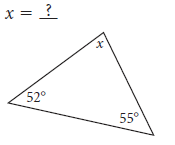 x = ?
x
52°
55°